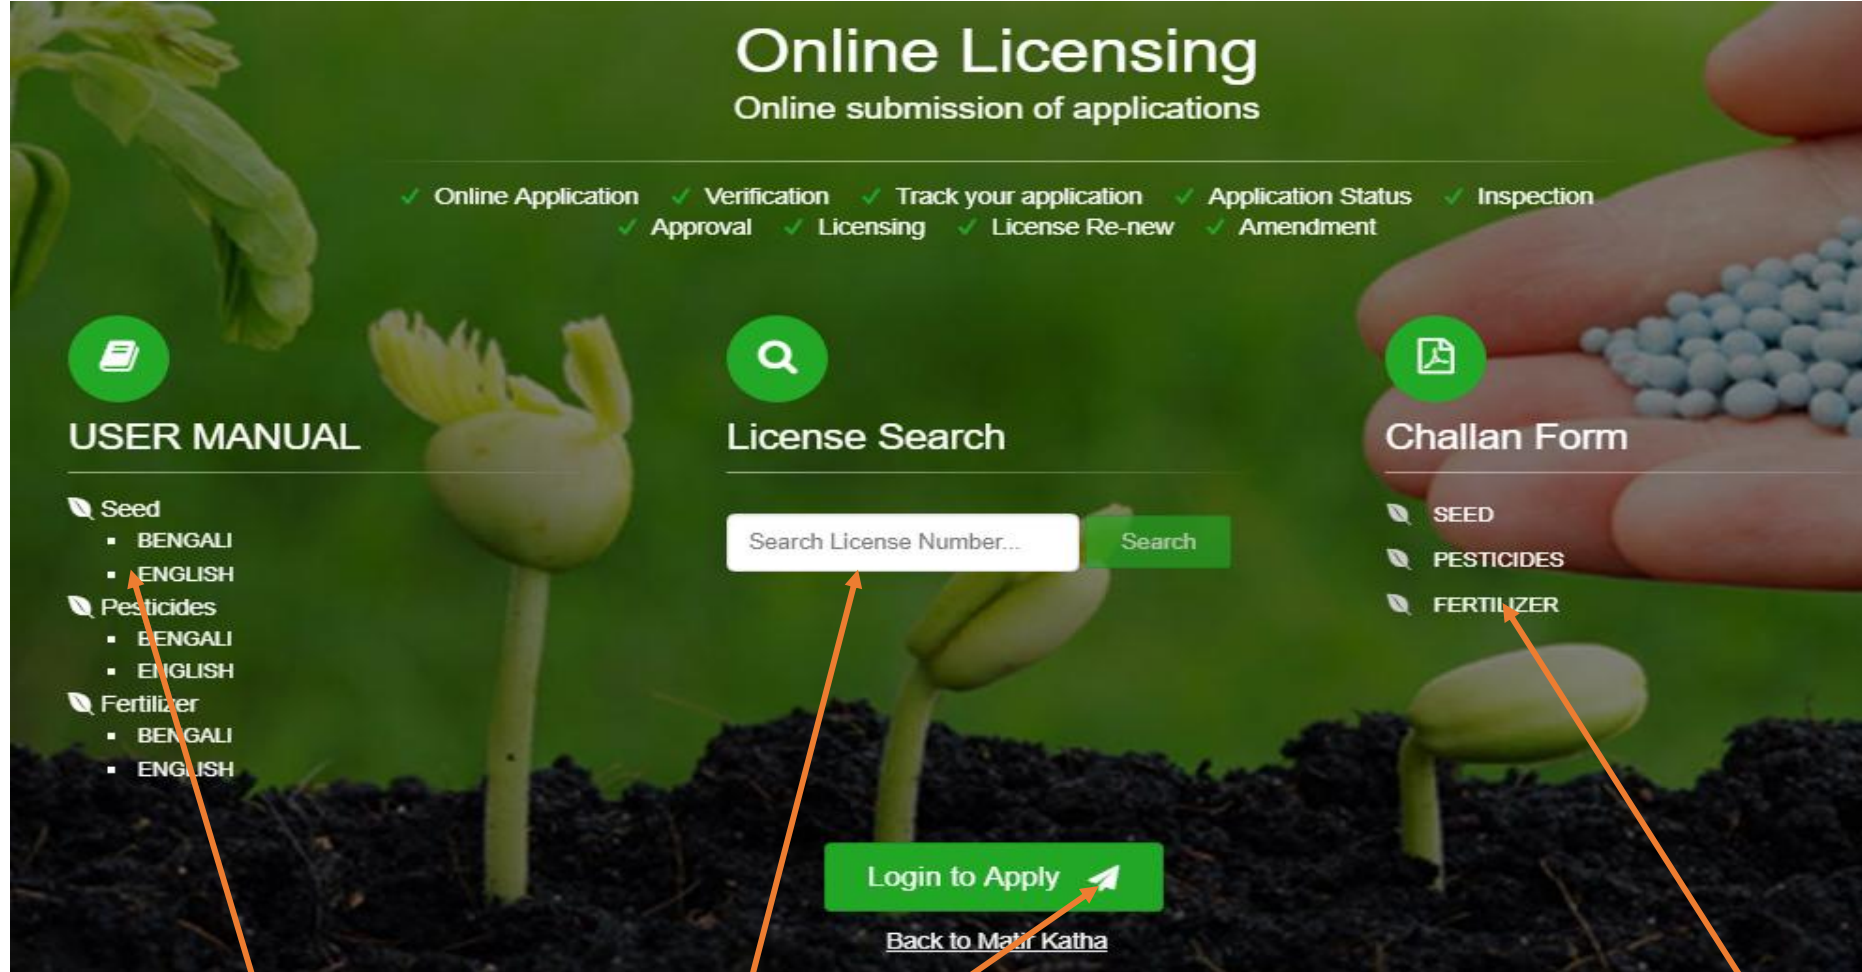 Online Licensing
Online submission of applications
Online Application Verification Track your application Application Status Inspection
Approval Licensing License Re-new Amendment
USER MANUAL
Seed
BENGALI
ENGLISH
Pesticides
BENGALI
ENGLISH
Fertilizer
BENGALI
ENGLISH
License Search
Search License Number... Search
Challan Form
SEED
PESTICIDES
FERTILIZER
Login to Apply
Back to Matir Katha